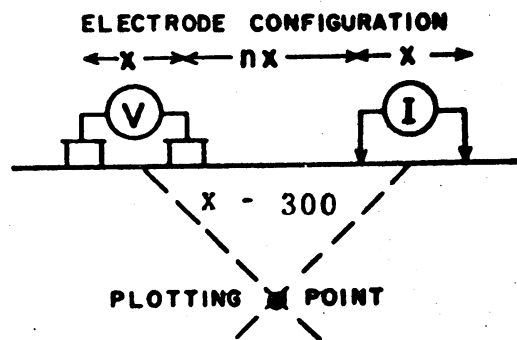 ELECTRODE CONFIGURATION
x nx x
V I
x - 300
PLOTTING POINT